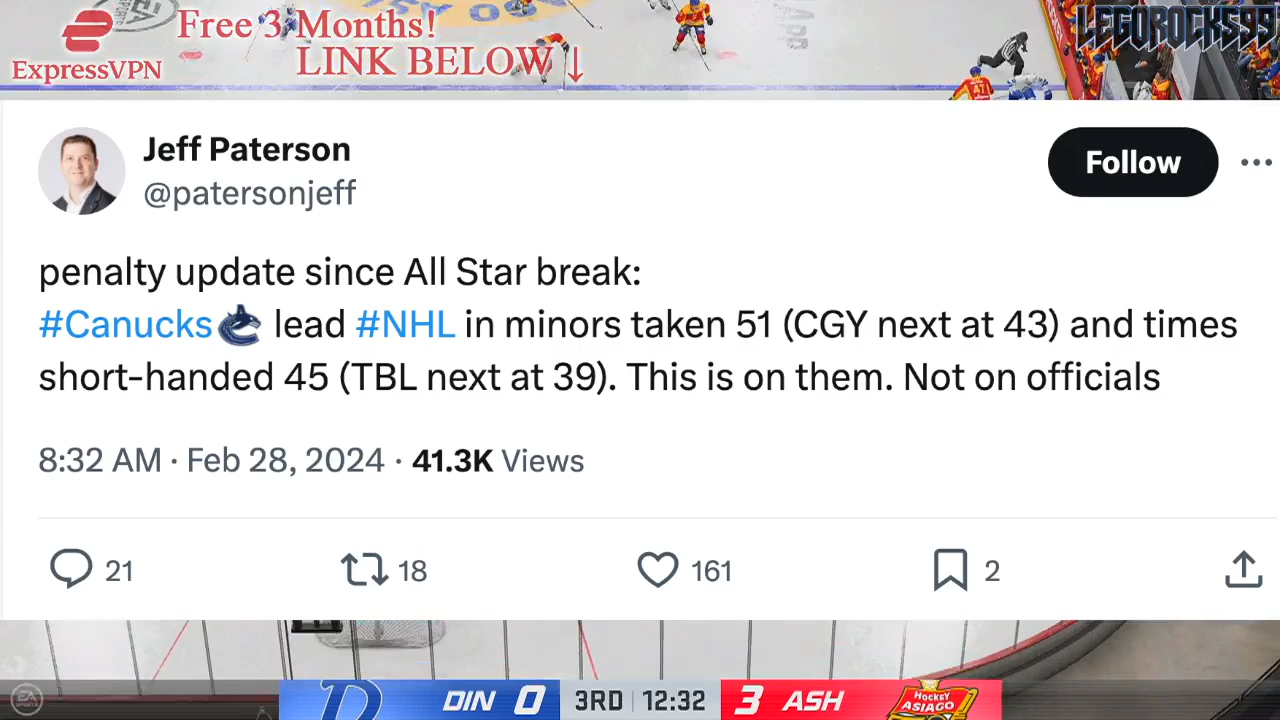 Free 3 Months!
LEGOROCKS99
ExpressVPN
LINK BELOW ↓
Jeff Paterson
Follow
@patersonjeff
penalty update since All Star break:
#Canucks lead #NHL in minors taken 51 (CGY next at 43) and times
short-handed 45 (TBL next at 39). This is on them. Not on officials
8:32 AM · Feb 28, 2024 · 41.3K Views
21
18
161
2
DIN 0 3RD 12:32 3 ASH
HOCKEY
ASIAGO